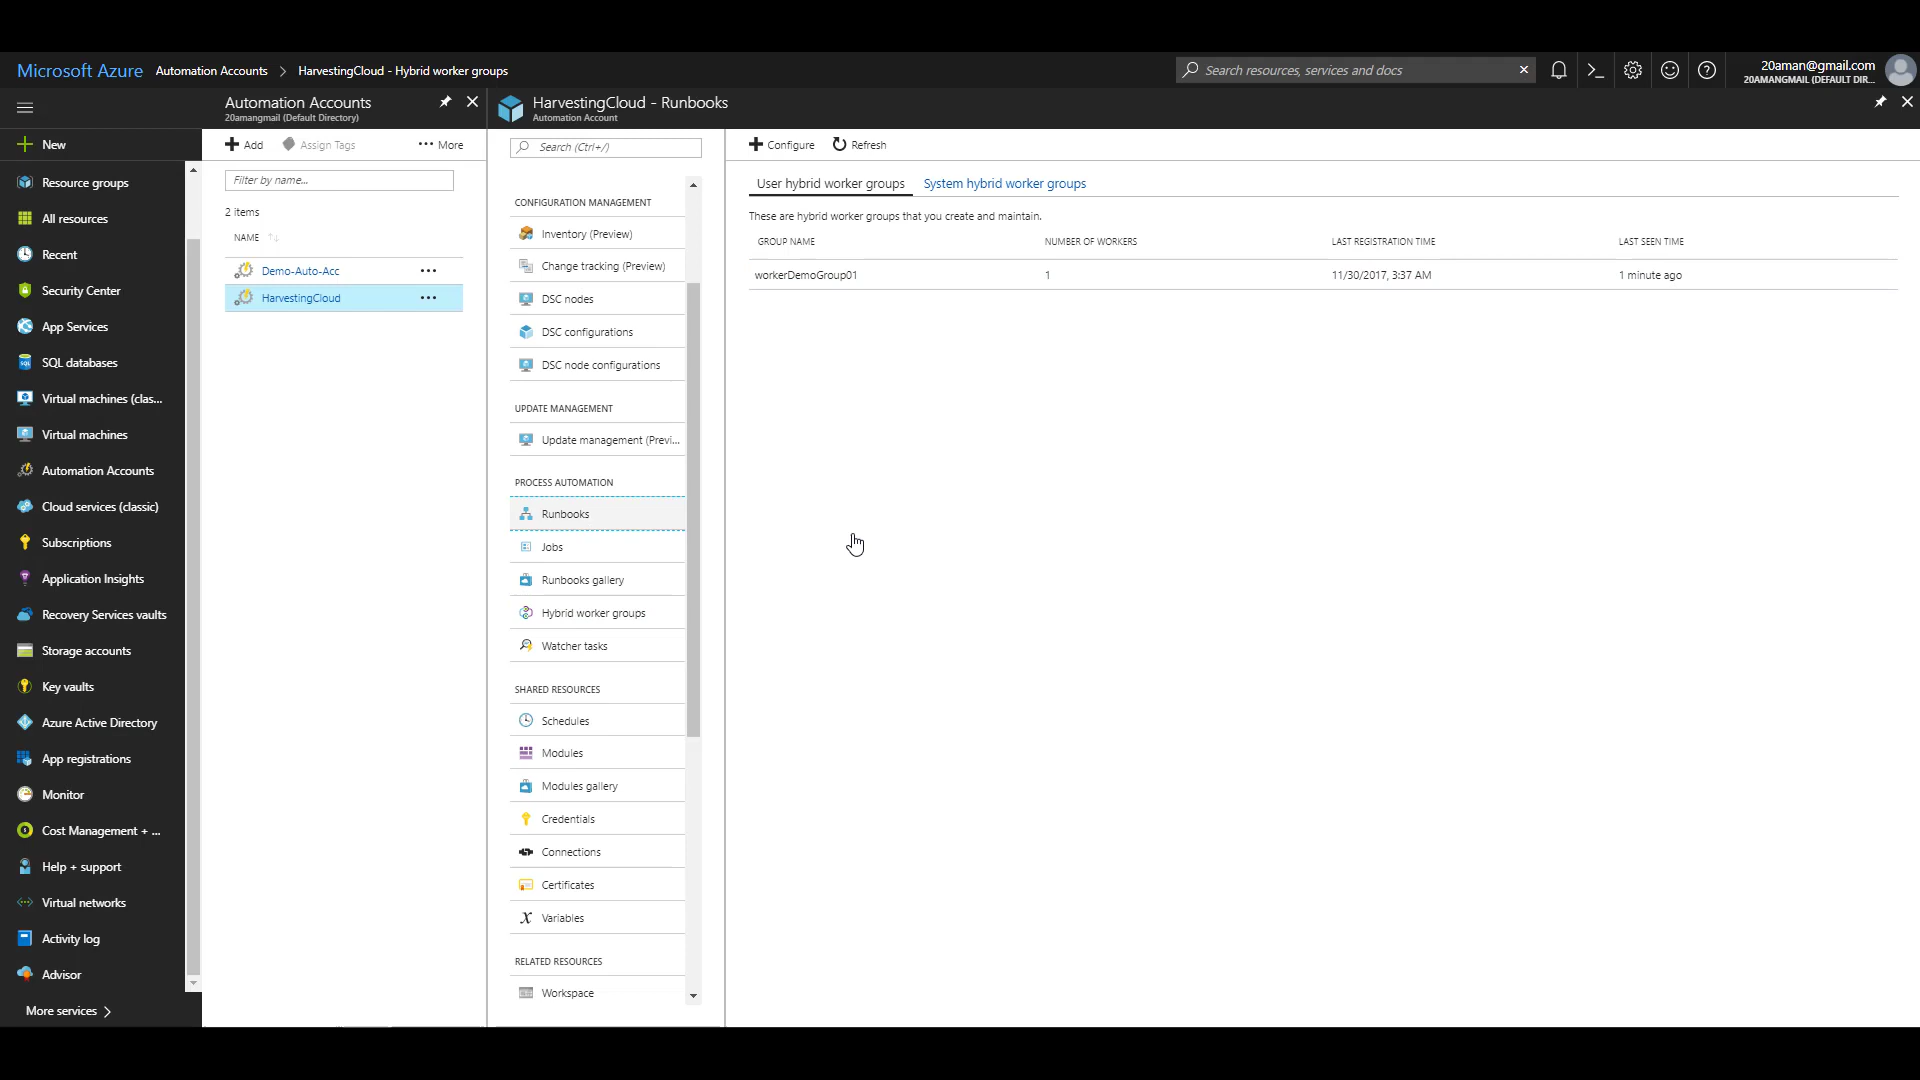 Microsoft Azure Automation Accounts > HarvestingCloud - Hybrid worker groups
Search resources, services and docs
20aman@gmail.com
20AMANGMAIL (DEFAULT DIR...
New
Resource groups
All resources
Recent
Security Center
App Services
SQL databases
Virtual machines (clas...
Virtual machines
Automation Accounts
Cloud services (classic)
Subscriptions
Application Insights
Recovery Services vaults
Storage accounts
Key vaults
Azure Active Directory
App registrations
Monitor
Cost Management + ...
Help + support
Virtual networks
Activity log
Advisor
More services >
Automation Accounts
20amangmail (Default Directory)
Add Assign Tags ... More
Filter by name...
2 items
NAME
Demo-Auto-Acc ...
HarvestingCloud ...
HarvestingCloud - Runbooks
Automation Account
Search (Ctrl+/)
CONFIGURATION MANAGEMENT
Inventory (Preview)
Change tracking (Preview)
DSC nodes
DSC configurations
DSC node configurations
UPDATE MANAGEMENT
Update management (Previ...
PROCESS AUTOMATION
Runbooks
Jobs
Runbooks gallery
Hybrid worker groups
Watcher tasks
SHARED RESOURCES
Schedules
Modules
Modules gallery
Credentials
Connections
Certificates
Variables
RELATED RESOURCES
Workspace
Configure Refresh
User hybrid worker groups System hybrid worker groups
These are hybrid worker groups that you create and maintain.
GROUP NAME NUMBER OF WORKERS LAST REGISTRATION TIME LAST SEEN TIME
workerDemoGroup01 1 11/30/2017, 3:37 AM 1 minute ago